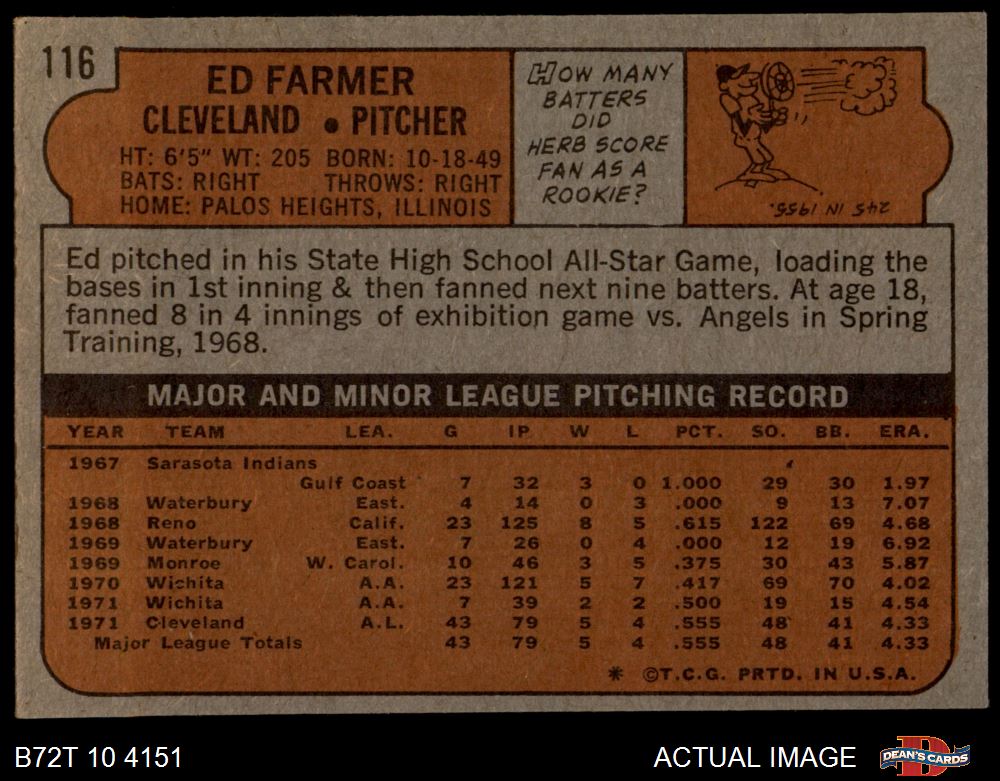 116
ED FARMER
CLEVELAND • PITCHER
HT: 6'5" WT: 205 BORN: 10-18-49
BATS: RIGHT THROWS: RIGHT
HOME: PALOS HEIGHTS, ILLINOIS
HOW MANY
BATTERS
DID
HERB SCORE
FAN AS A
ROOKIE?
245 IN 1955.
Ed pitched in his State High School All-Star Game, loading the
bases in 1st inning & then fanned next nine batters. At age 18,
fanned 8 in 4 innings of exhibition game vs. Angels in Spring
Training, 1968.
MAJOR AND MINOR LEAGUE PITCHING RECORD
YEAR TEAM LEA. G IP W L PCT. SO. BB. ERA.
1967 Sarasota Indians
Gulf Coast 7 32 3 0 1.000 29 30 1.97
1968 Waterbury East. 4 14 0 3 .000 9 13 7.07
1968 Reno Calif. 23 125 8 5 .615 122 69 4.68
1969 Waterbury East. 7 26 0 4 .000 12 19 6.92
1969 Monroe W. Carol. 10 46 3 5 .375 30 43 5.87
1970 Wichita A.A. 23 121 5 7 .417 69 70 4.02
1971 Wichita A.A. 7 39 2 2 .500 19 15 4.54
1971 Cleveland A.L. 43 79 5 4 .555 48 41 4.33
Major League Totals 43 79 5 4 .555 48 41 4.33
* ©T.C.G. PRTD. IN U.S.A.
B72T 10 4151 ACTUAL IMAGE DEAN'S CARDS